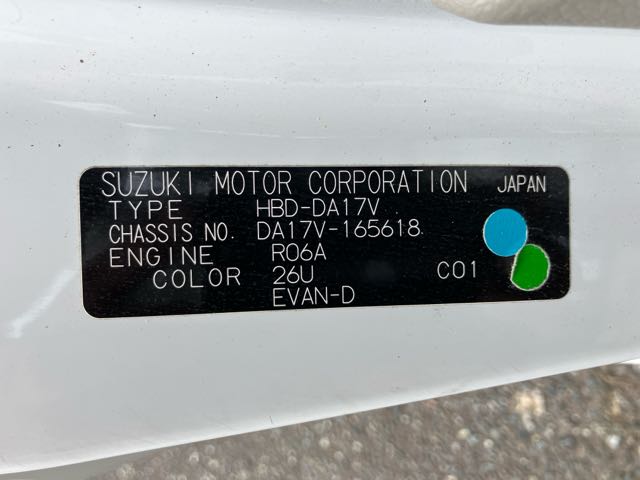 SUZUKI MOTOR CORPORATION JAPAN
TYPE HBD-DA17V
CHASSIS NO. DA17V-165618
ENGINE R06A
COLOR 26U C01
EVAN-D